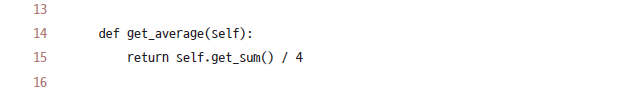 13
14     def get_average(self):
15         return self.get_sum() / 4
16